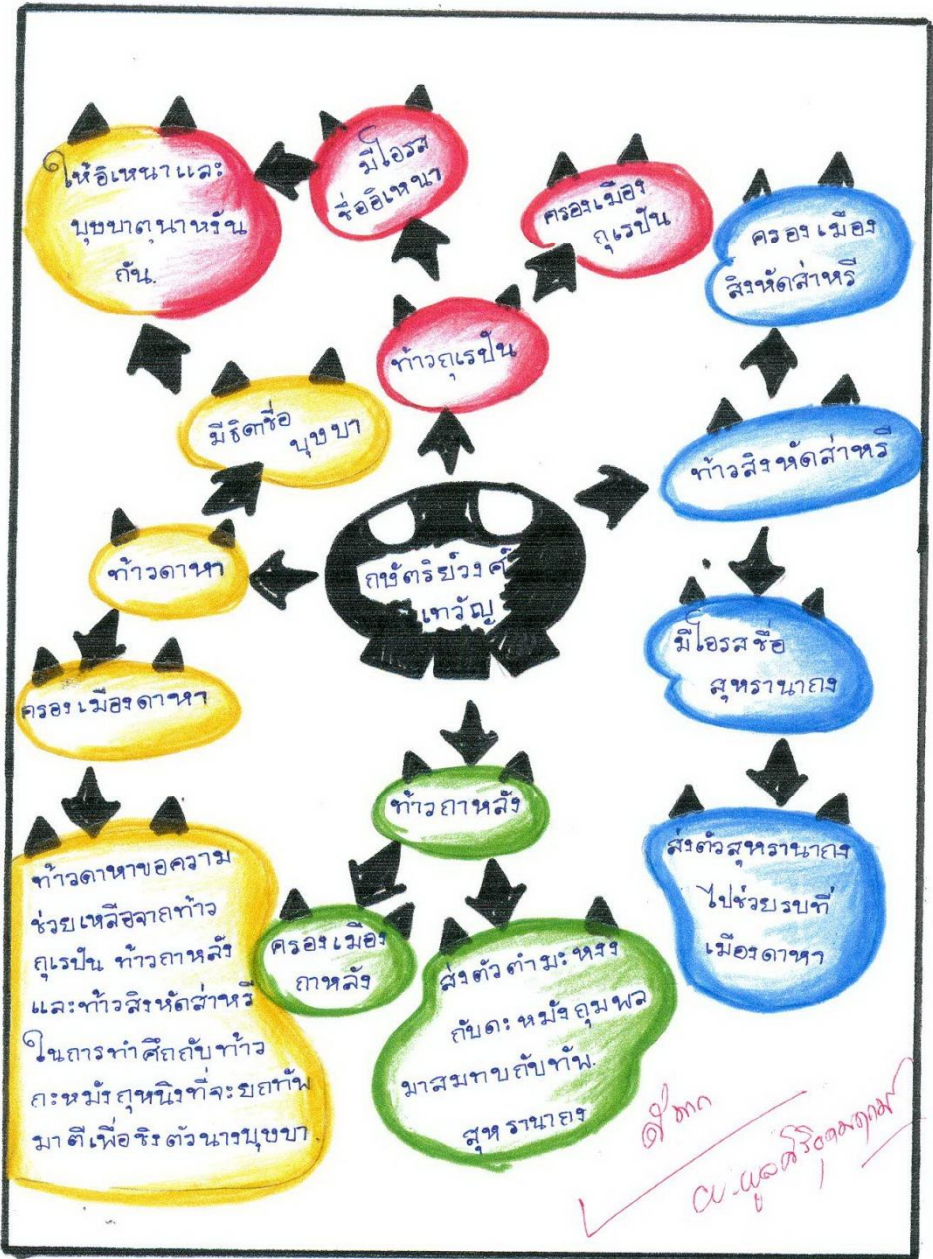 กษัตริย์วงศ์
เทวัญ
ท้าวกุเรปัน
ครองเมือง
กุเรปัน
มีโอรส
ชื่ออิเหนา
ให้อิเหนาและ
บุษบาตุนาหงัน
กัน.
ท้าวดาหา
มีธิดาชื่อ
บุษบา
ครองเมืองดาหา
ท้าวดาหาขอความ
ช่วยเหลือจากท้าว
กุเรปัน ท้าวกาหลัง
และท้าวสิงหัดส่าหรี
ในการทำศึกกับท้าว
กะหมังกุหนิงที่จะยกทัพ
มาตีเพื่อชิงตัวนางบุษบา
ท้าวกาหลัง
ครองเมือง
กาหลัง
ส่งตัวตำมะหงง
กับดะหมังกุมพล
มาสมทบกับทัพ.
สุหรานากง
ท้าวสิงหัดส่าหรี
ครองเมือง
สิงหัดส่าหรี
มีโอรสชื่อ
สุหรานากง
ส่งตัวสุหรานากง
ไปช่วยรบที่
เมืองดาหา
ดีมาก